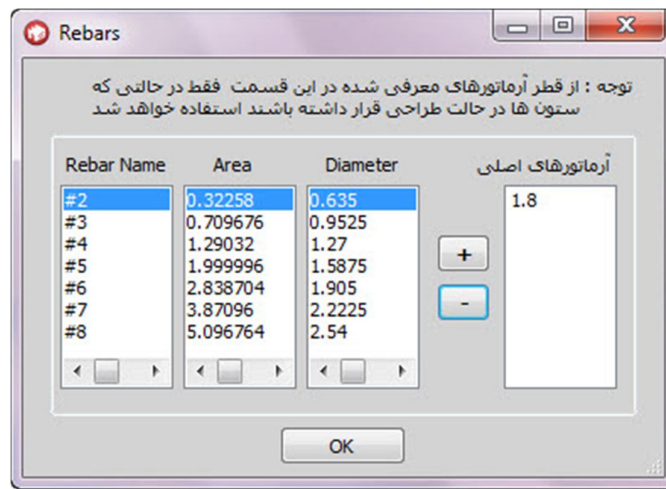 Rebars
توجه : از قطر آرماتورهای معرفی شده در این قسمت فقط در حالتی که
ستون ها در حالت طراحی قرار داشته باشند استفاده خواهد شد
Rebar Name Area Diameter آرماتورهای اصلی
#2 0.32258 0.635 1.8
#3 0.709676 0.9525
#4 1.29032 1.27
#5 1.999996 1.5875
#6 2.838704 1.905
#7 3.87096 2.2225
#8 5.096764 2.54
+
-
OK